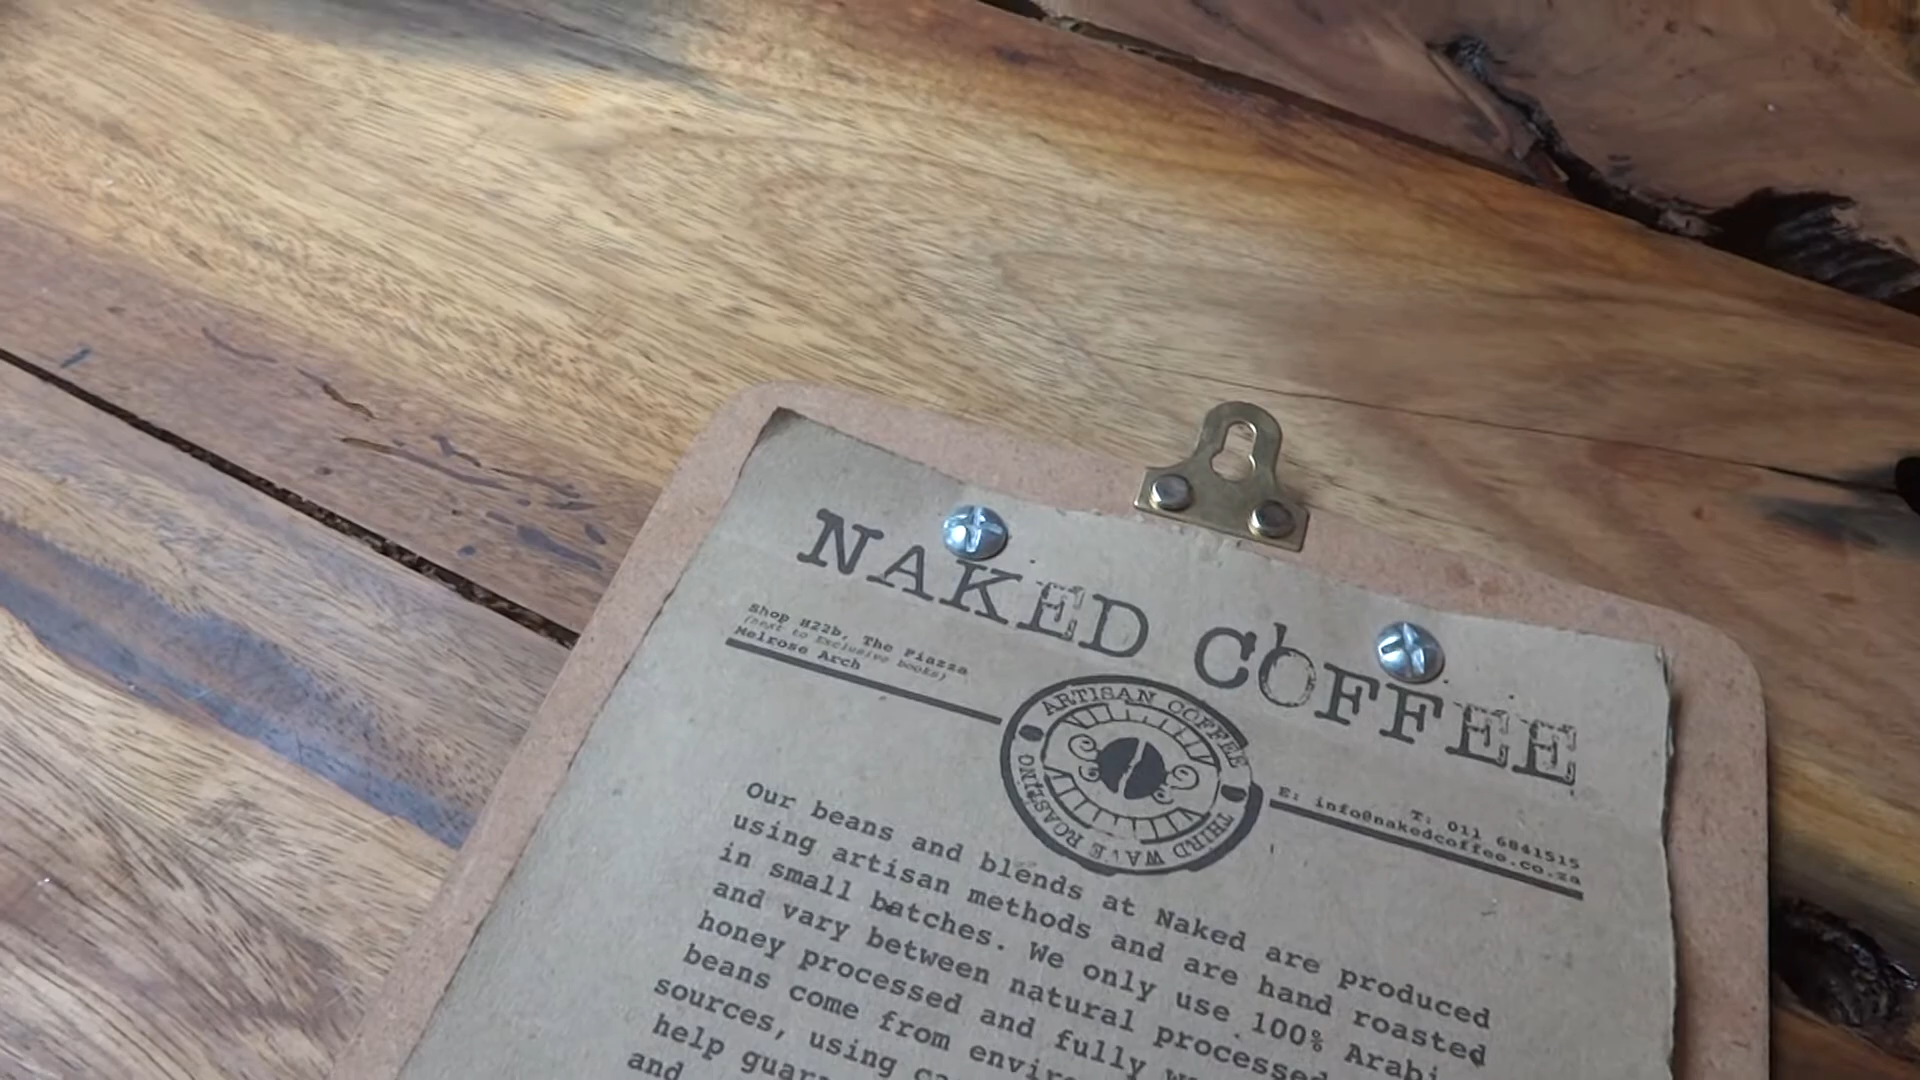 NAKED COFFEE
Shop H22b, The Piazza
(next to Exclusive books)
Melrose Arch
ARTISAN COFFEE
THIRD WAVE ROASTING
T: 011 6841515
E: info@nakedcoffee.co.za
Our beans and blends at Naked are produced
using artisan methods and are hand roasted
in small batches. We only use 100% Arabi
and vary between natural processed
honey processed and fully w
beans come from enviro
sources, using ca
help guar
and